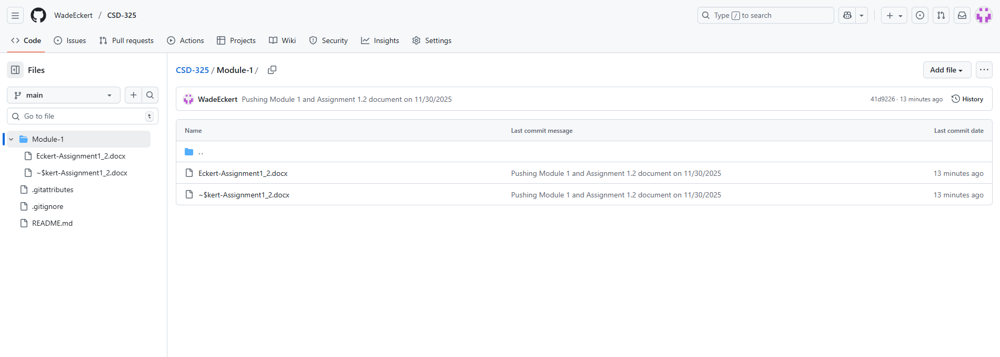 WadeEckert / CSD-325
Type / to search
Code Issues Pull requests Actions Projects Wiki Security Insights Settings
Files
main
Go to file t
Module-1
Eckert-Assignment1_2.docx
~$kert-Assignment1_2.docx
.gitattributes
.gitignore
README.md
CSD-325 / Module-1 /
Add file
WadeEckert Pushing Module 1 and Assignment 1.2 document on 11/30/2025 41d9226 · 13 minutes ago History
Name Last commit message Last commit date
..
Eckert-Assignment1_2.docx Pushing Module 1 and Assignment 1.2 document on 11/30/2025 13 minutes ago
~$kert-Assignment1_2.docx Pushing Module 1 and Assignment 1.2 document on 11/30/2025 13 minutes ago